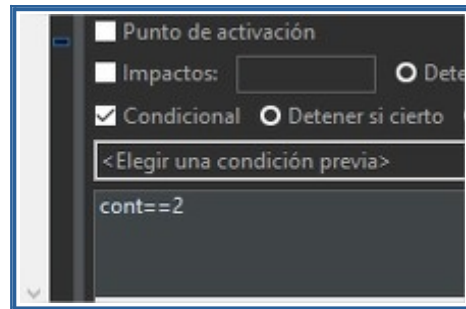 Punto de activación
Impactos:
Condicional Detener si cierto
<Elegir una condición previa>
cont==2